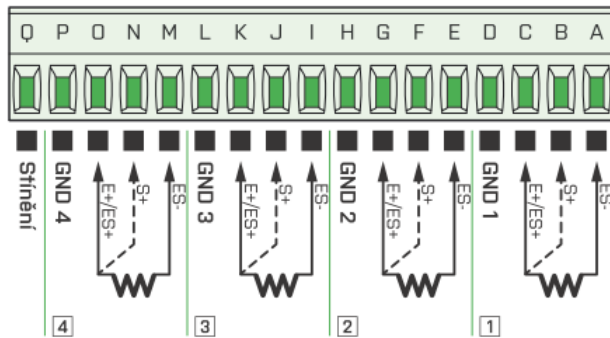 Q P O N M L K J I H G F E D C B A
Stínění
GND 4
E+/ES+
S+
ES-
GND 3
E+/ES+
S+
ES-
GND 2
E+/ES+
S+
ES-
GND 1
E+/ES+
S+
ES-
4
3
2
1